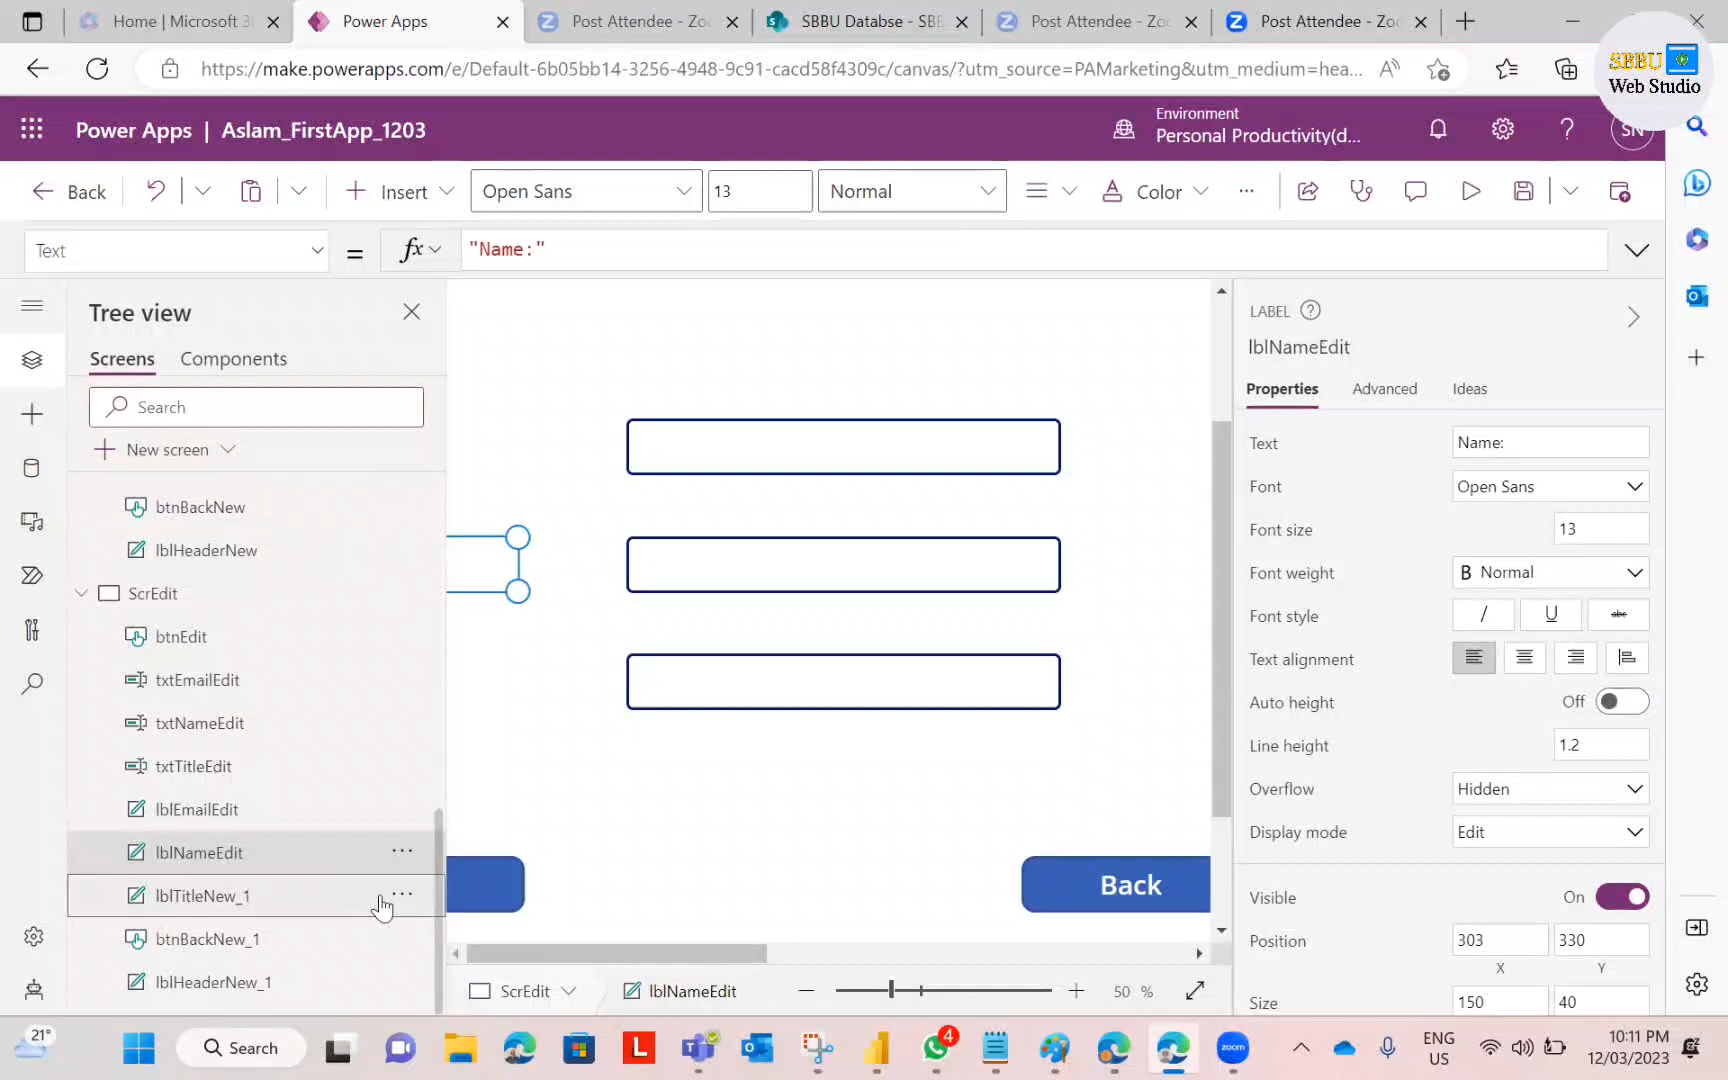 Home | Microsoft 3
Power Apps
Post Attendee - Zo
SBBU Databse - SBE
Post Attendee - Zo
Post Attendee - Zo
https://make.powerapps.com/e/Default-6b05bb14-3256-4948-9c91-cacd58f4309c/canvas/?utm_source=PAMarketing&utm_medium=hea...
SBBU
Web Studio
Power Apps | Aslam_FirstApp_1203
Environment
Personal Productivity(d...
SN
Back
Insert
Open Sans
13
Normal
Color
Text
=
fx
"Name:"
Tree view
Screens
Components
Search
New screen
btnBackNew
lblHeaderNew
ScrEdit
btnEdit
txtEmailEdit
txtNameEdit
txtTitleEdit
lblEmailEdit
lblNameEdit
lblTitleNew_1
btnBackNew_1
lblHeaderNew_1
Back
ScrEdit
lblNameEdit
50 %
LABEL
lblNameEdit
Properties
Advanced
Ideas
Text
Name:
Font
Open Sans
Font size
13
Font weight
B Normal
Font style
/ U abc
Text alignment
Auto height
Off
Line height
1.2
Overflow
Hidden
Display mode
Edit
Visible
On
Position
303
330
X
Y
Size
150
40
21°
Search
L
4
zoom
ENG
US
10:11 PM
12/03/2023